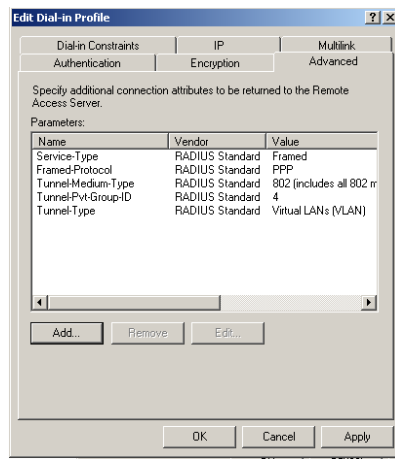 Edit Dial-in Profile
Dial-in Constraints IP Multilink
Authentication Encryption Advanced
Specify additional connection attributes to be returned to the Remote
Access Server.
Parameters:
Name Vendor Value
Service-Type RADIUS Standard Framed
Framed-Protocol RADIUS Standard PPP
Tunnel-Medium-Type RADIUS Standard 802 (includes all 802 m
Tunnel-Pvt-Group-ID RADIUS Standard 4
Tunnel-Type RADIUS Standard Virtual LANs (VLAN)
Add... Remove Edit...
OK Cancel Apply